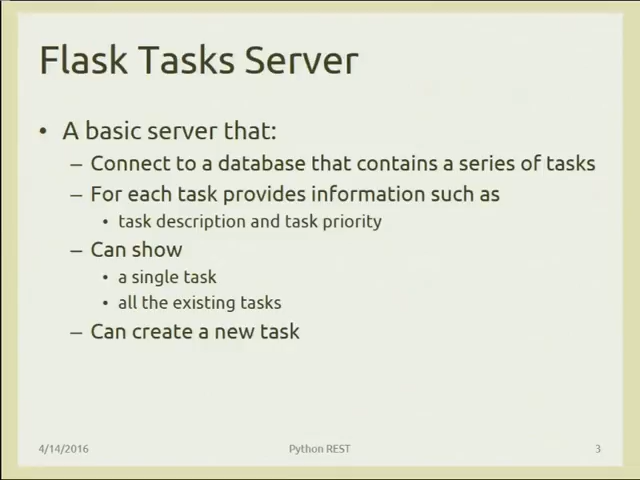 Flask Tasks Server
• A basic server that:
– Connect to a database that contains a series of tasks
– For each task provides information such as
• task description and task priority
– Can show
• a single task
• all the existing tasks
– Can create a new task
4/14/2016 Python REST 3